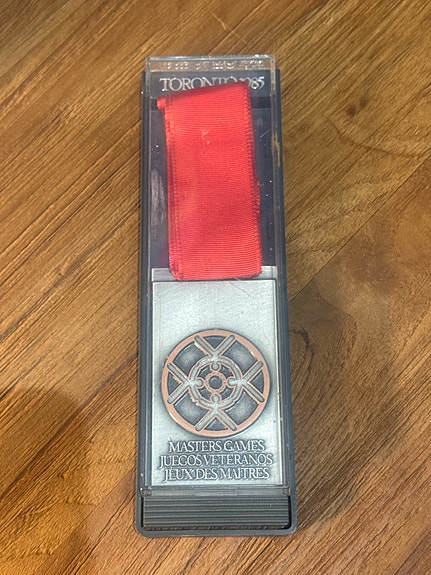 TORONTO 1985
MASTERS GAMES
JUEGOS VETERANOS
JEUX DES MAITRES